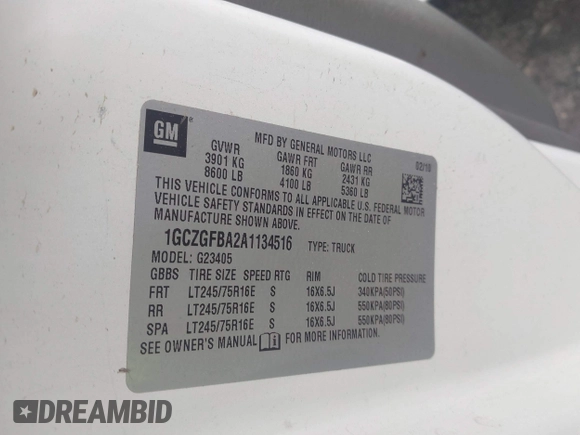 GM
MFD BY GENERAL MOTORS LLC
GVWR GAWR FRT GAWR RR 02/10
3901 KG 1860 KG 2431 KG
8600 LB 4100 LB 5360 LB
THIS VEHICLE CONFORMS TO ALL APPLICABLE U.S. FEDERAL MOTOR
VEHICLE SAFETY STANDARDS IN EFFECT ON THE DATE OF
MANUFACTURE SHOWN ABOVE.
1GCZGFBA2A1134516 TYPE: TRUCK
MODEL: G23405
GBBS TIRE SIZE SPEED RTG RIM COLD TIRE PRESSURE
FRT LT245/75R16E S 16X6.5J 340KPA(50PSI)
RR LT245/75R16E S 16X6.5J 550KPA(80PSI)
SPA LT245/75R16E S 16X6.5J 550KPA(80PSI)
SEE OWNER'S MANUAL FOR MORE INFORMATION.
DREAMBID